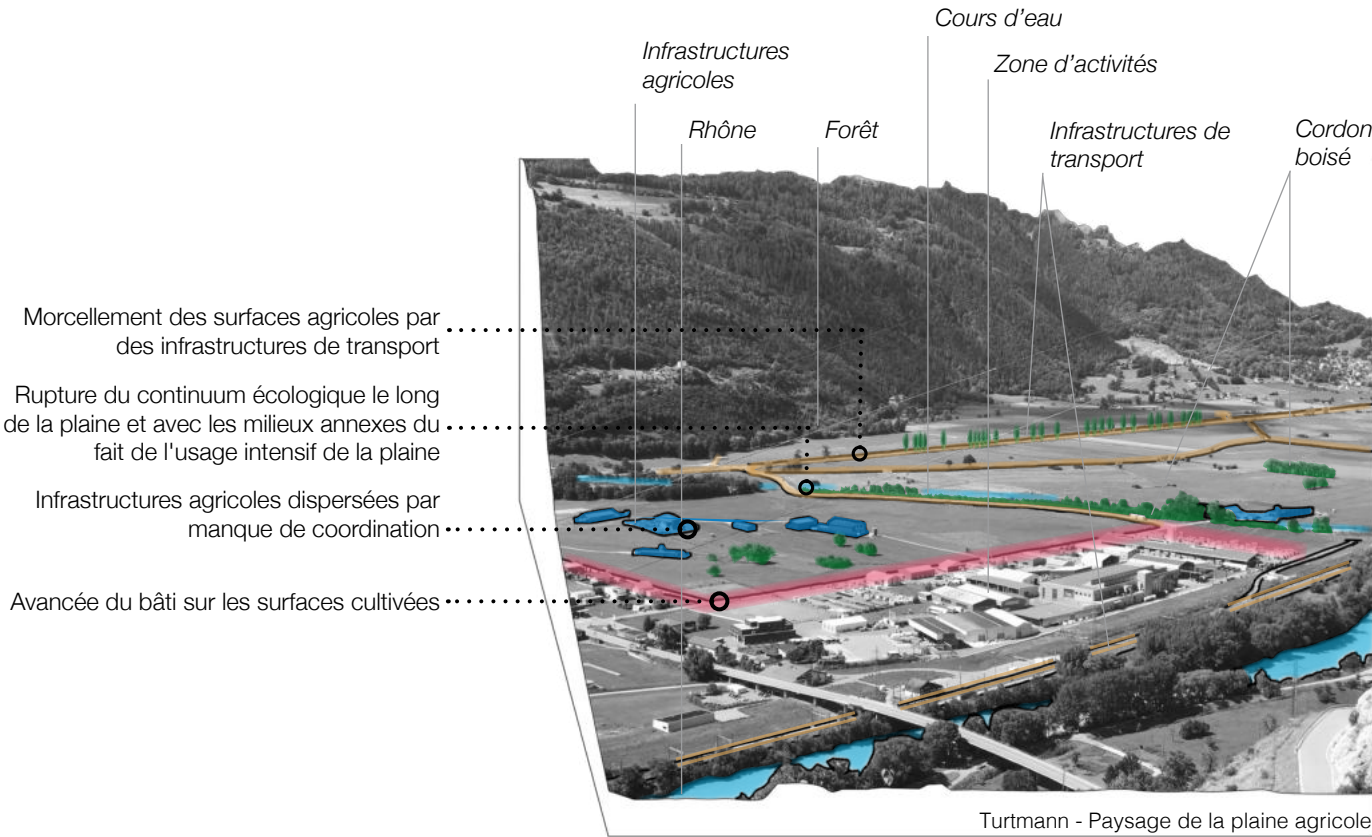 Cours d’eau
Infrastructures
agricoles
Zone d’activités
Rhône
Forêt
Infrastructures de
transport
Cordon
boisé
Morcellement des surfaces agricoles par
des infrastructures de transport
Rupture du continuum écologique le long
de la plaine et avec les milieux annexes du
fait de l'usage intensif de la plaine
Infrastructures agricoles dispersées par
manque de coordination
Avancée du bâti sur les surfaces cultivées
Turtmann - Paysage de la plaine agricole